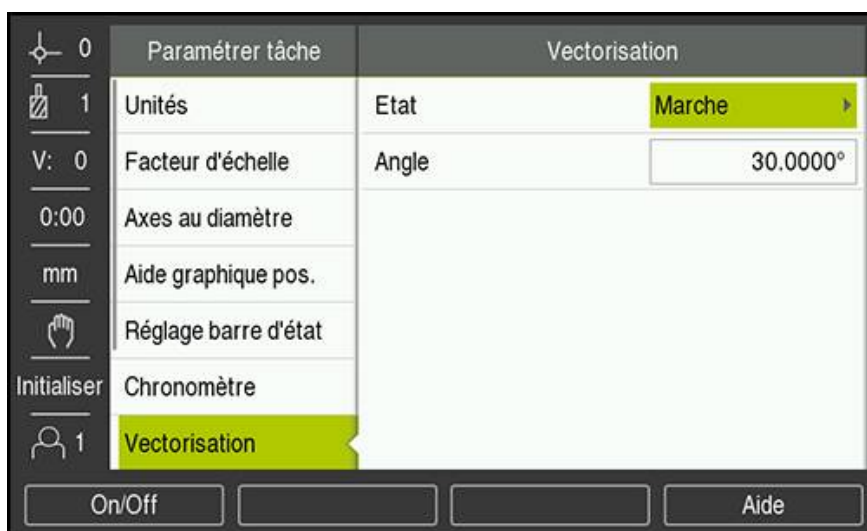 0
Paramétrer tâche
Vectorisation
1
Unités
Etat
Marche
V: 0
Facteur d'échelle
Angle
30.0000°
0:00
Axes au diamètre
mm
Aide graphique pos.
Réglage barre d'état
Initialiser
Chronomètre
1
Vectorisation
On/Off
Aide